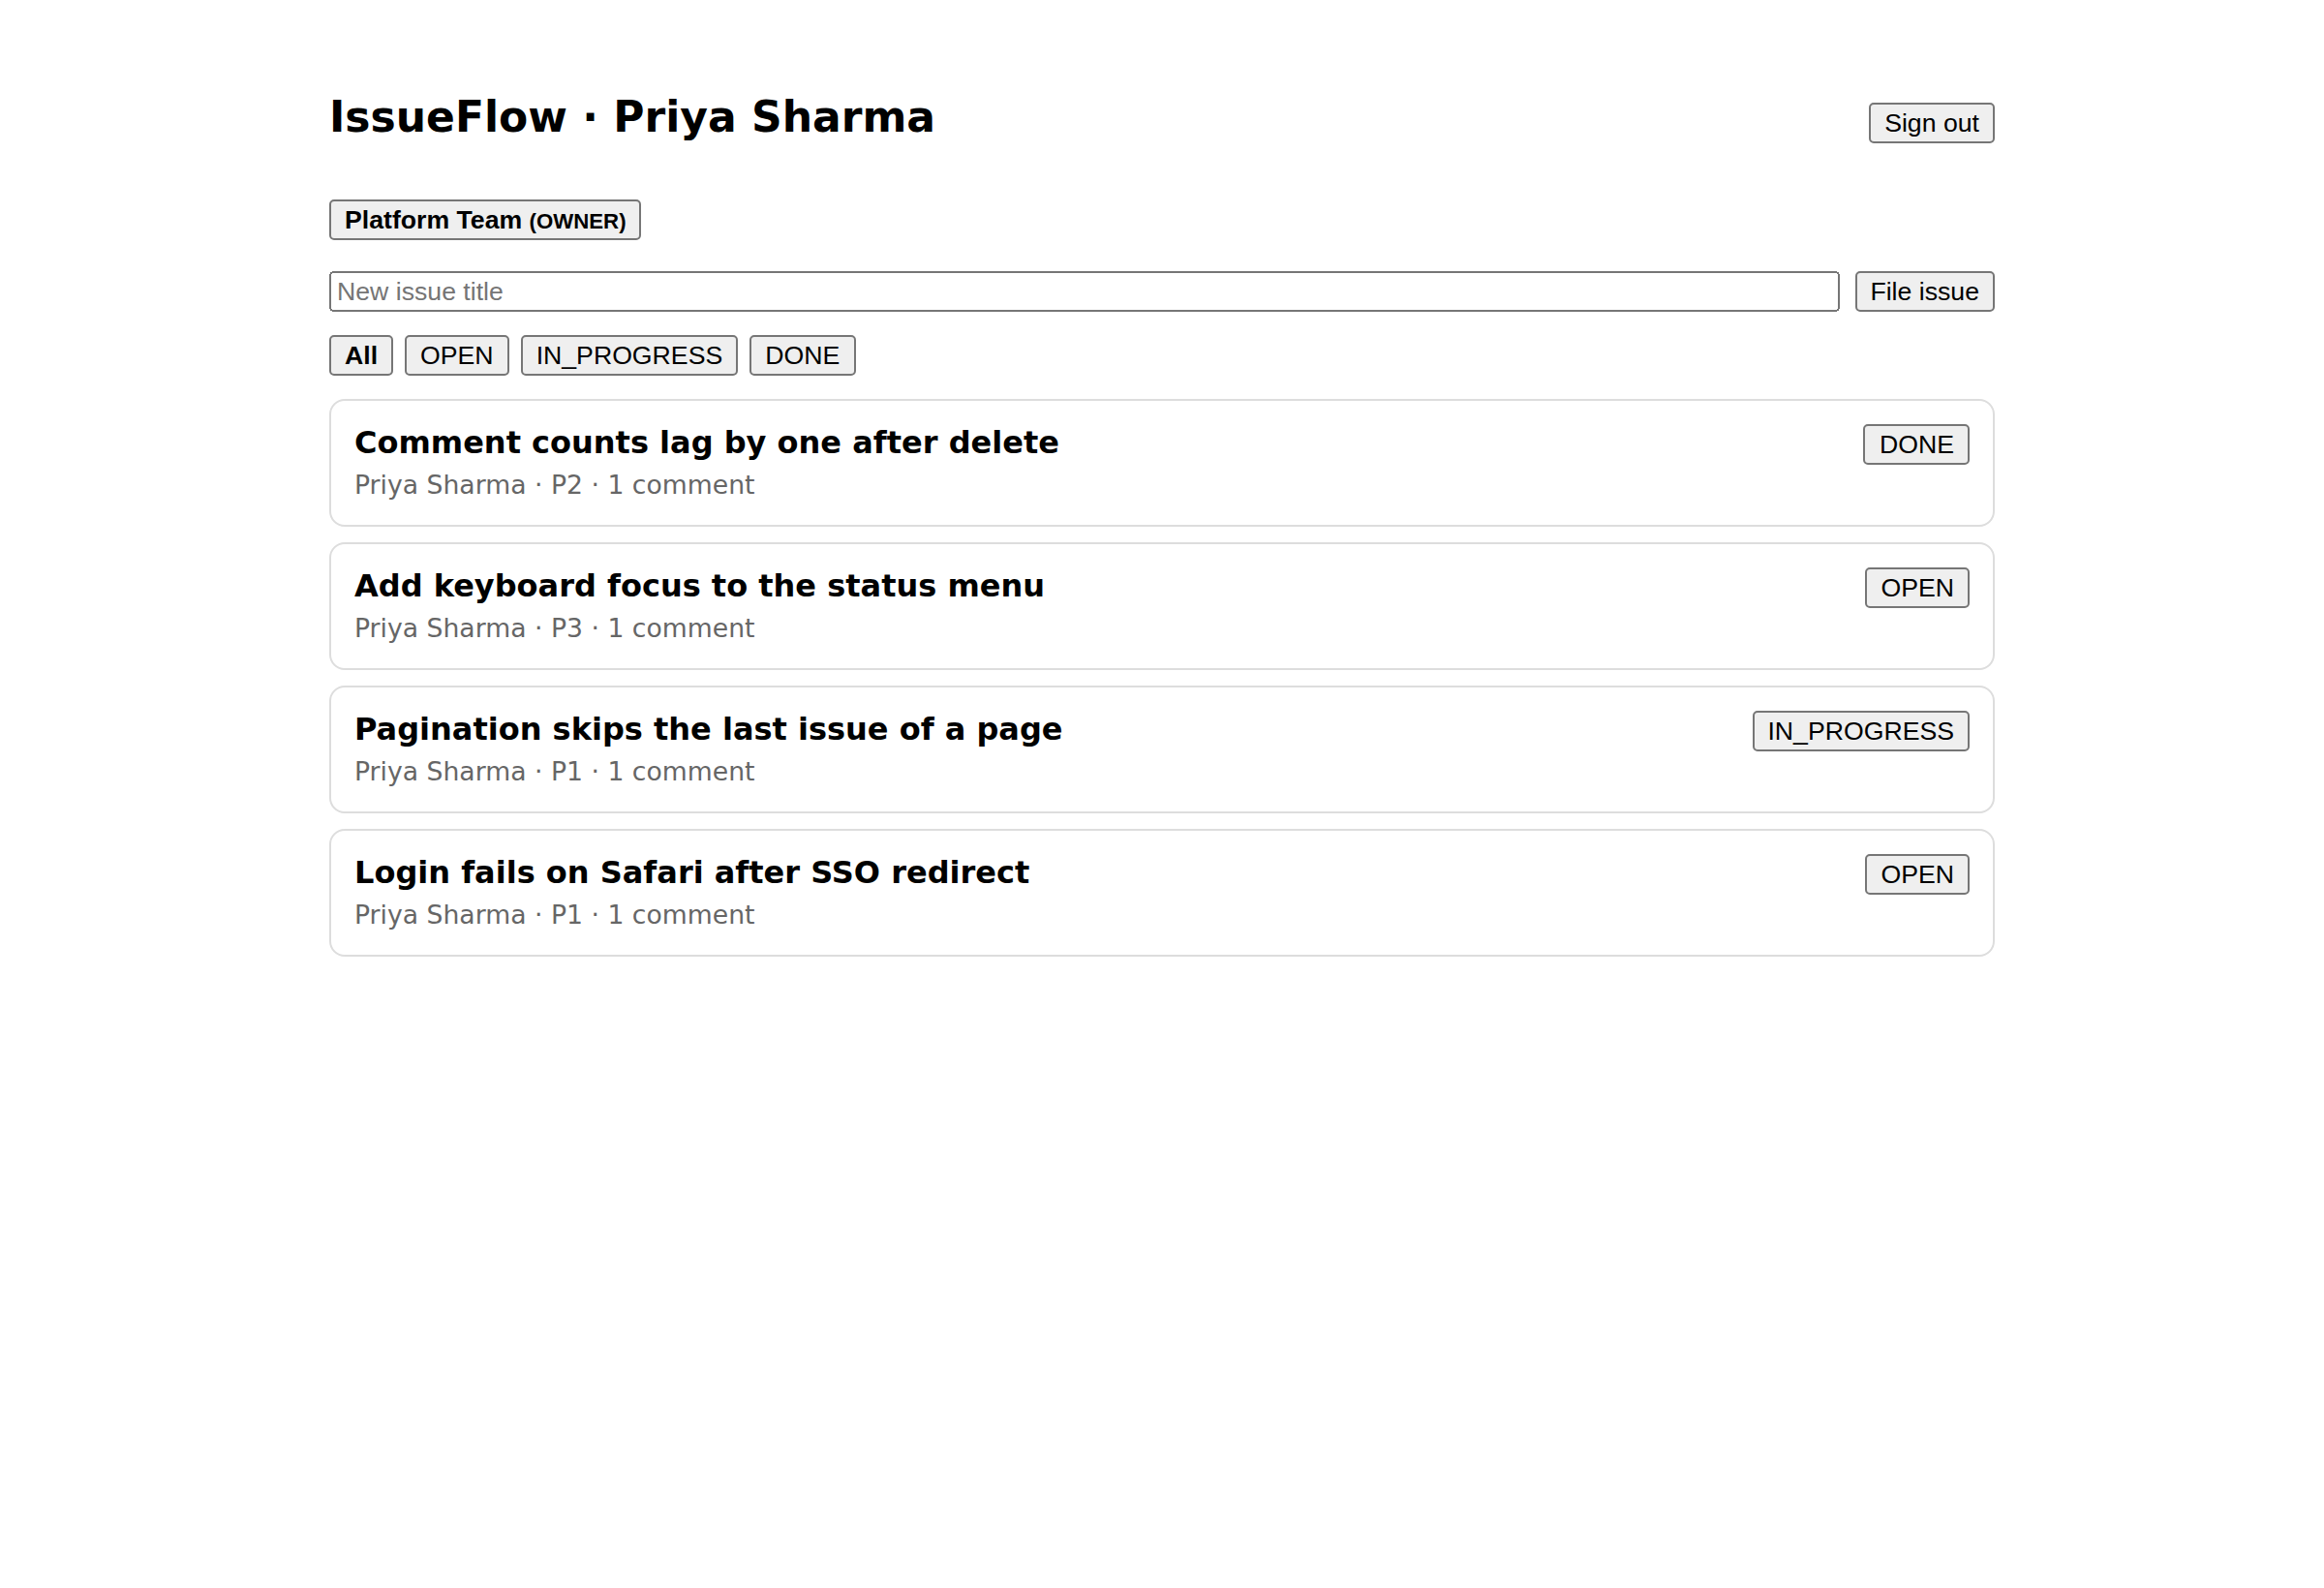 IssueFlow · Priya Sharma
Sign out
Platform Team (OWNER)
New issue title
File issue
All OPEN IN_PROGRESS DONE
Comment counts lag by one after delete
DONE
Priya Sharma · P2 · 1 comment
Add keyboard focus to the status menu
OPEN
Priya Sharma · P3 · 1 comment
Pagination skips the last issue of a page
IN_PROGRESS
Priya Sharma · P1 · 1 comment
Login fails on Safari after SSO redirect
OPEN
Priya Sharma · P1 · 1 comment